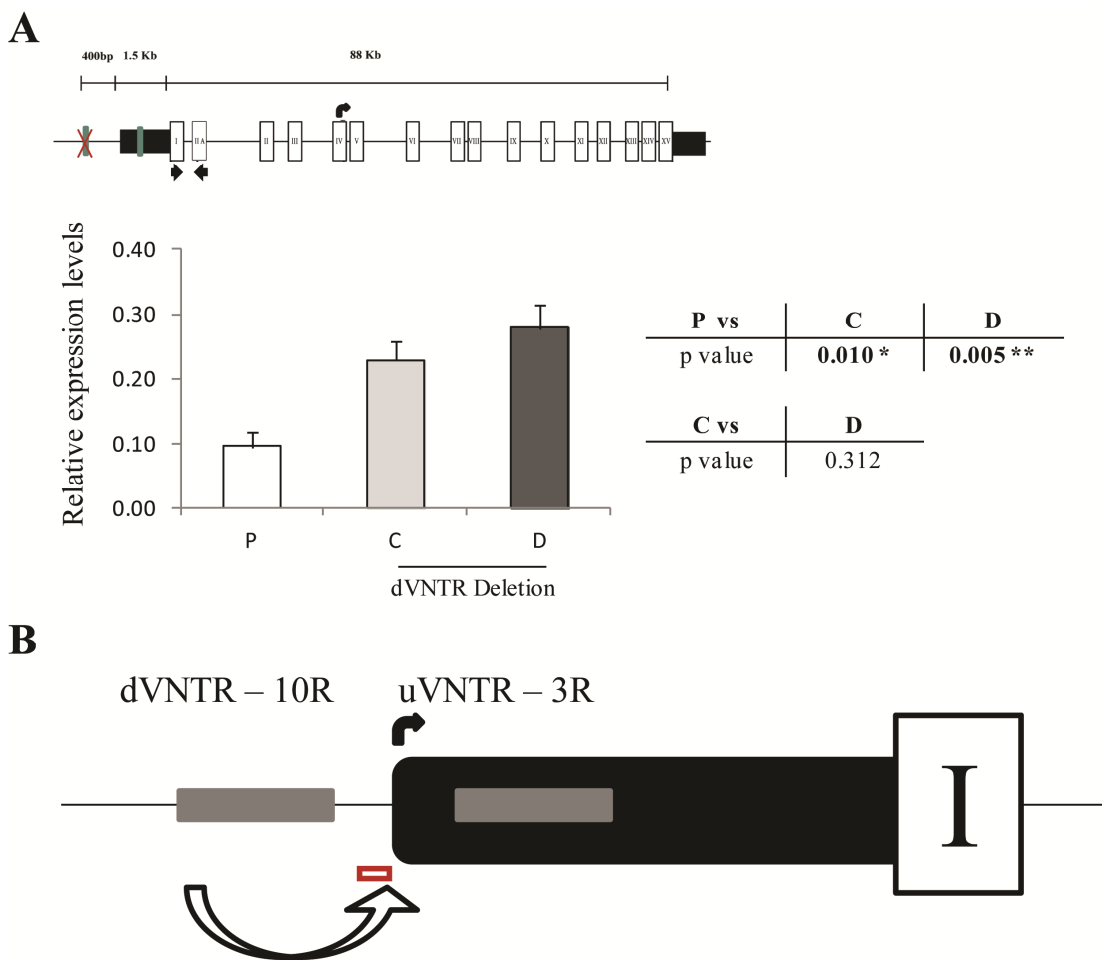 A
400bp 1.5 Kb 88 Kb
I II A II III IV V VI VII VIII IX X XI XII XIII XIV XV
Relative expression levels
0.40
0.30
0.20
0.10
0.00
P C D
dVNTR Deletion
P vs C D
p value 0.010 * 0.005 **
C vs D
p value 0.312
B
dVNTR – 10R uVNTR – 3R
I